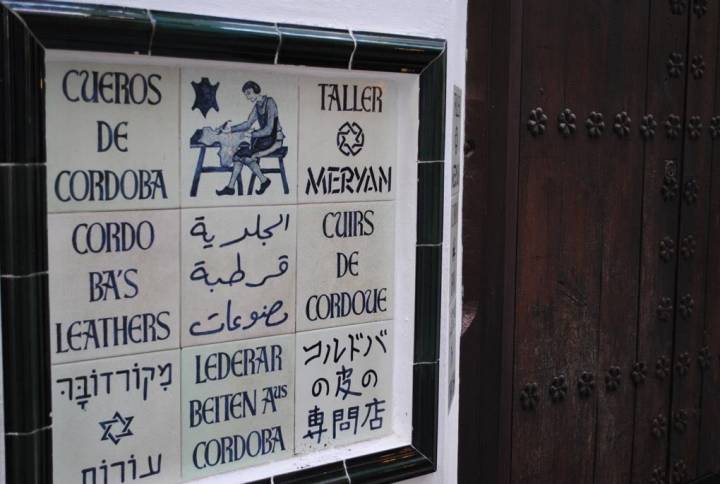 CUEROS
DE
CORDOBA
TALLER
MERYAN
CORDO
BA'S
LEATHERS
الجلدية
قرطبة
مصنوعات
CUIRS
DE
CORDOUE
מקורדובה
עורות
LEDERAR
BEITEN AUS
CORDOBA
コルドバ
の皮の
専門店